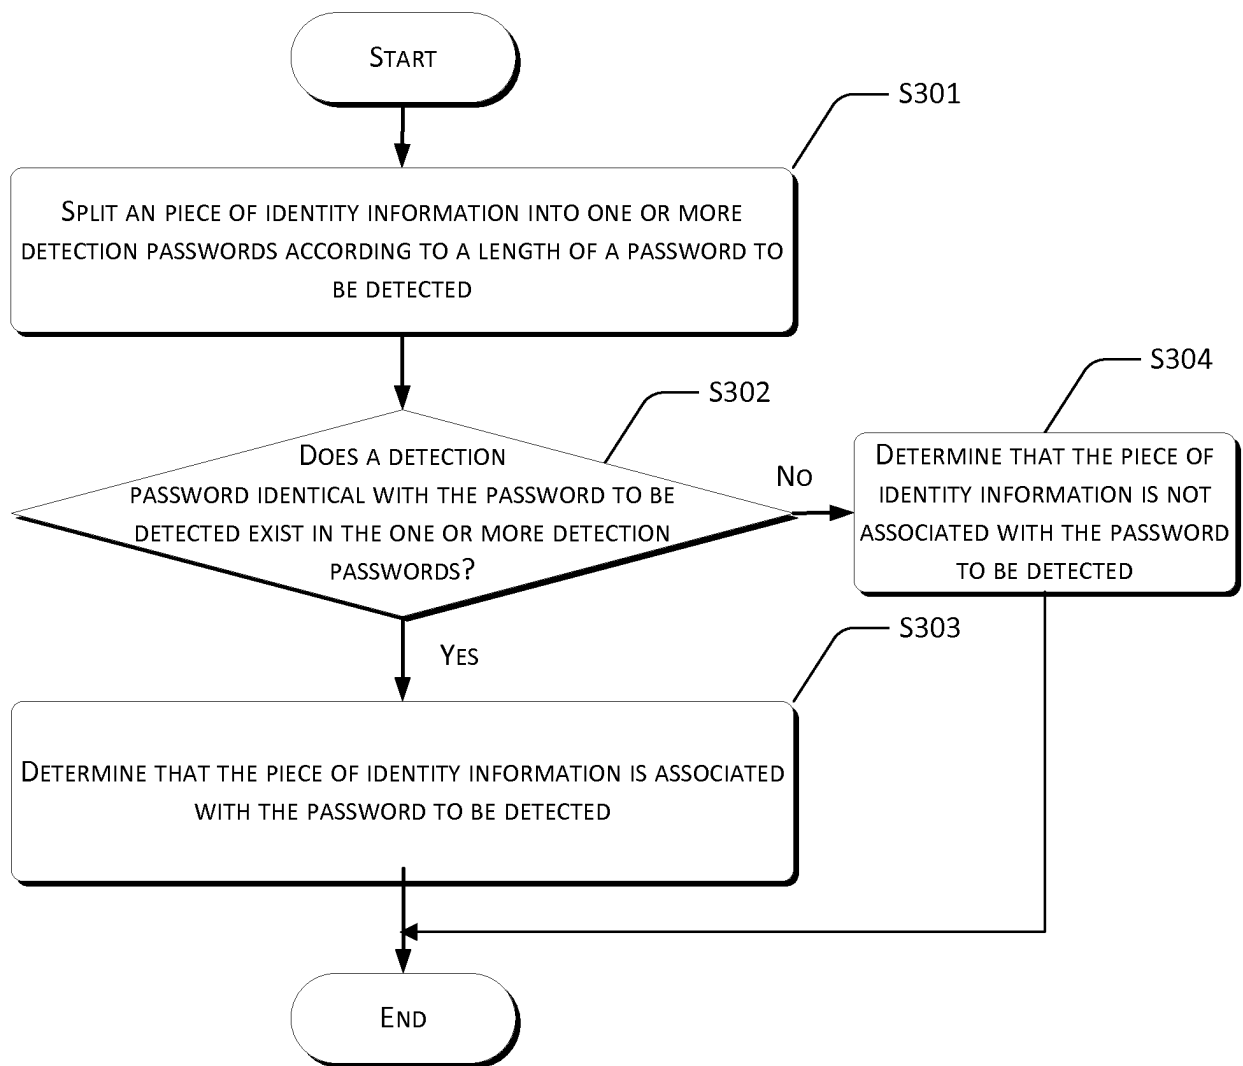 START
S301
SPLIT AN PIECE OF IDENTITY INFORMATION INTO ONE OR MORE
DETECTION PASSWORDS ACCORDING TO A LENGTH OF A PASSWORD TO
BE DETECTED
S302
DOES A DETECTION
PASSWORD IDENTICAL WITH THE PASSWORD TO BE
DETECTED EXIST IN THE ONE OR MORE DETECTION
PASSWORDS?
NO
S304
DETERMINE THAT THE PIECE OF
IDENTITY INFORMATION IS NOT
ASSOCIATED WITH THE PASSWORD
TO BE DETECTED
YES
S303
DETERMINE THAT THE PIECE OF IDENTITY INFORMATION IS ASSOCIATED
WITH THE PASSWORD TO BE DETECTED
END